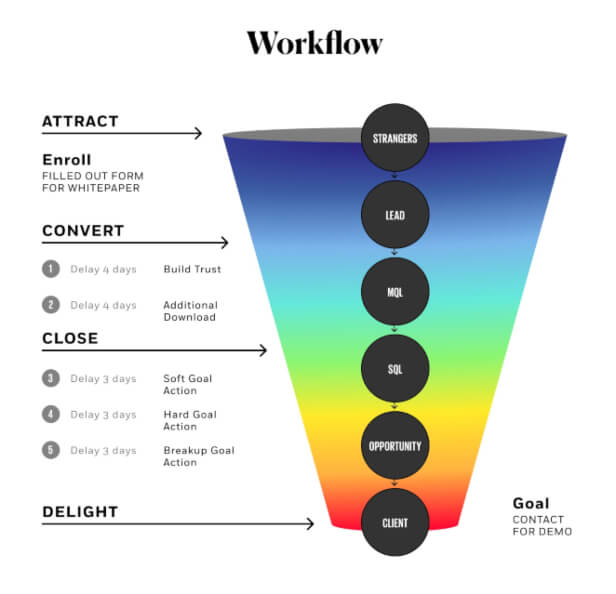 Workflow
ATTRACT
Enroll
FILLED OUT FORM
FOR WHITEPAPER
CONVERT
1 Delay 4 days Build Trust
2 Delay 4 days Additional
Download
CLOSE
3 Delay 3 days Soft Goal
Action
4 Delay 3 days Hard Goal
Action
5 Delay 3 days Breakup Goal
Action
DELIGHT
STRANGERS
LEAD
MQL
SQL
OPPORTUNITY
CLIENT
Goal
CONTACT
FOR DEMO